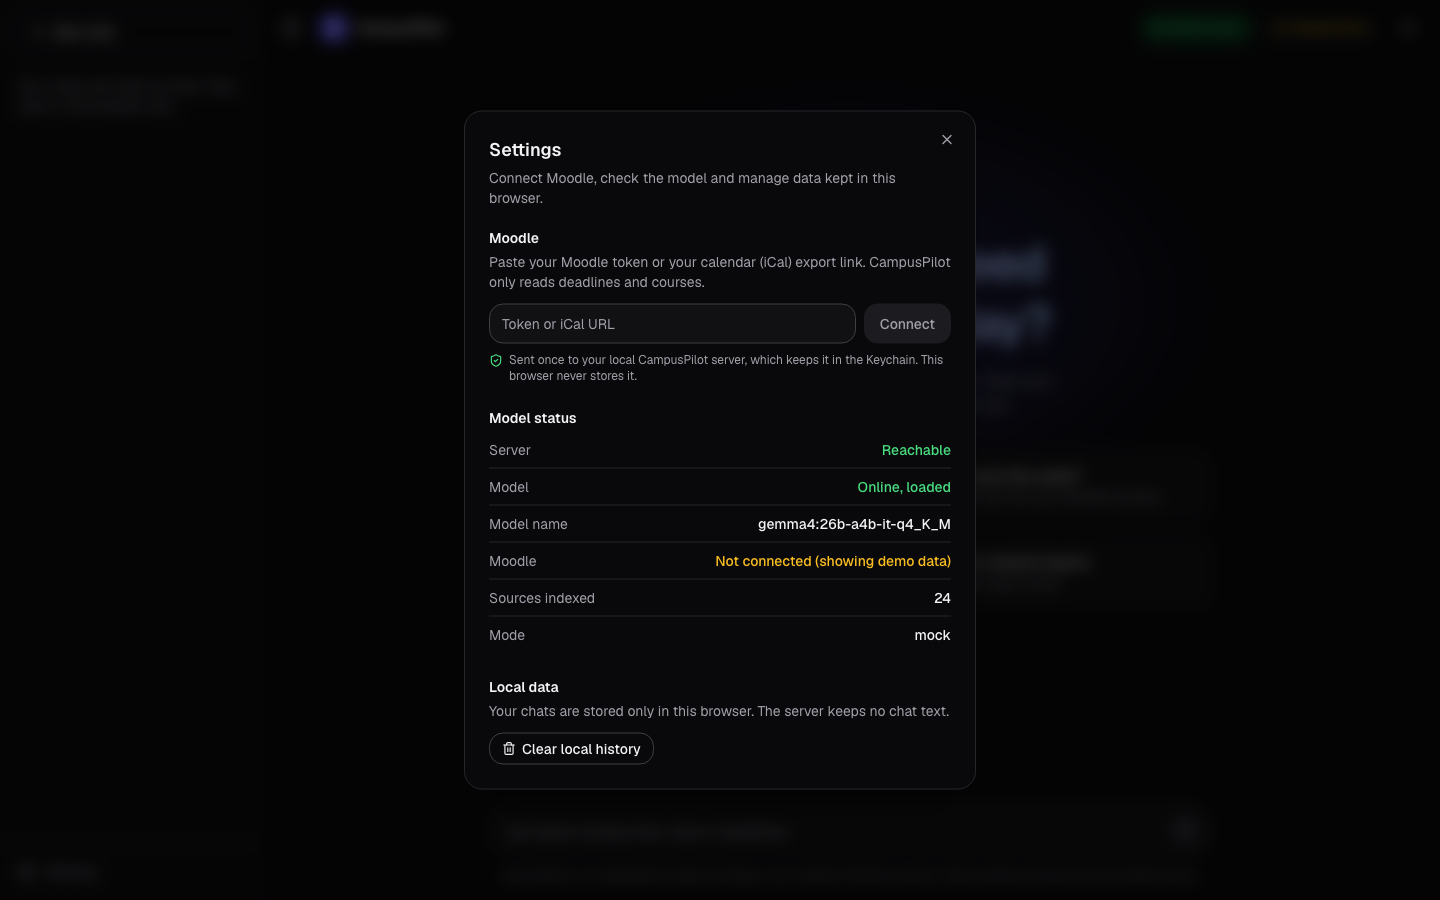 Settings
Connect Moodle, check the model and manage data kept in this
browser.
Moodle
Paste your Moodle token or your calendar (iCal) export link. CampusPilot
only reads deadlines and courses.
Token or iCal URL
Connect
Sent once to your local CampusPilot server, which keeps it in the Keychain. This
browser never stores it.
Model status
Server Reachable
Model Online, loaded
Model name gemma4:26b-a4b-it-q4_K_M
Moodle Not connected (showing demo data)
Sources indexed 24
Mode mock
Local data
Your chats are stored only in this browser. The server keeps no chat text.
Clear local history